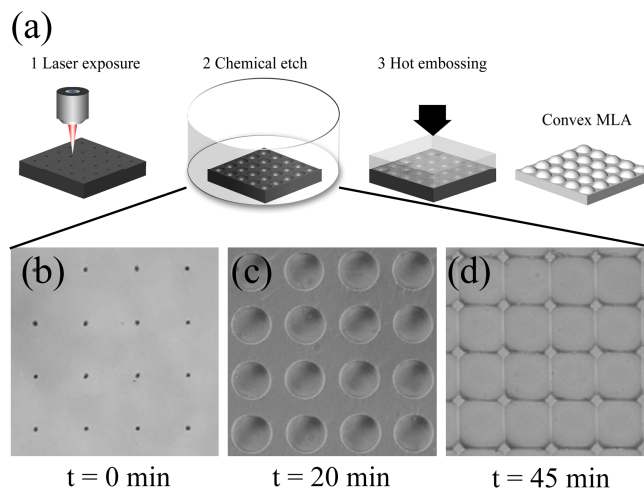 (a)
1 Laser exposure
2 Chemical etch
3 Hot embossing
Convex MLA
(b)
(c)
(d)
t = 0 min
t = 20 min
t = 45 min